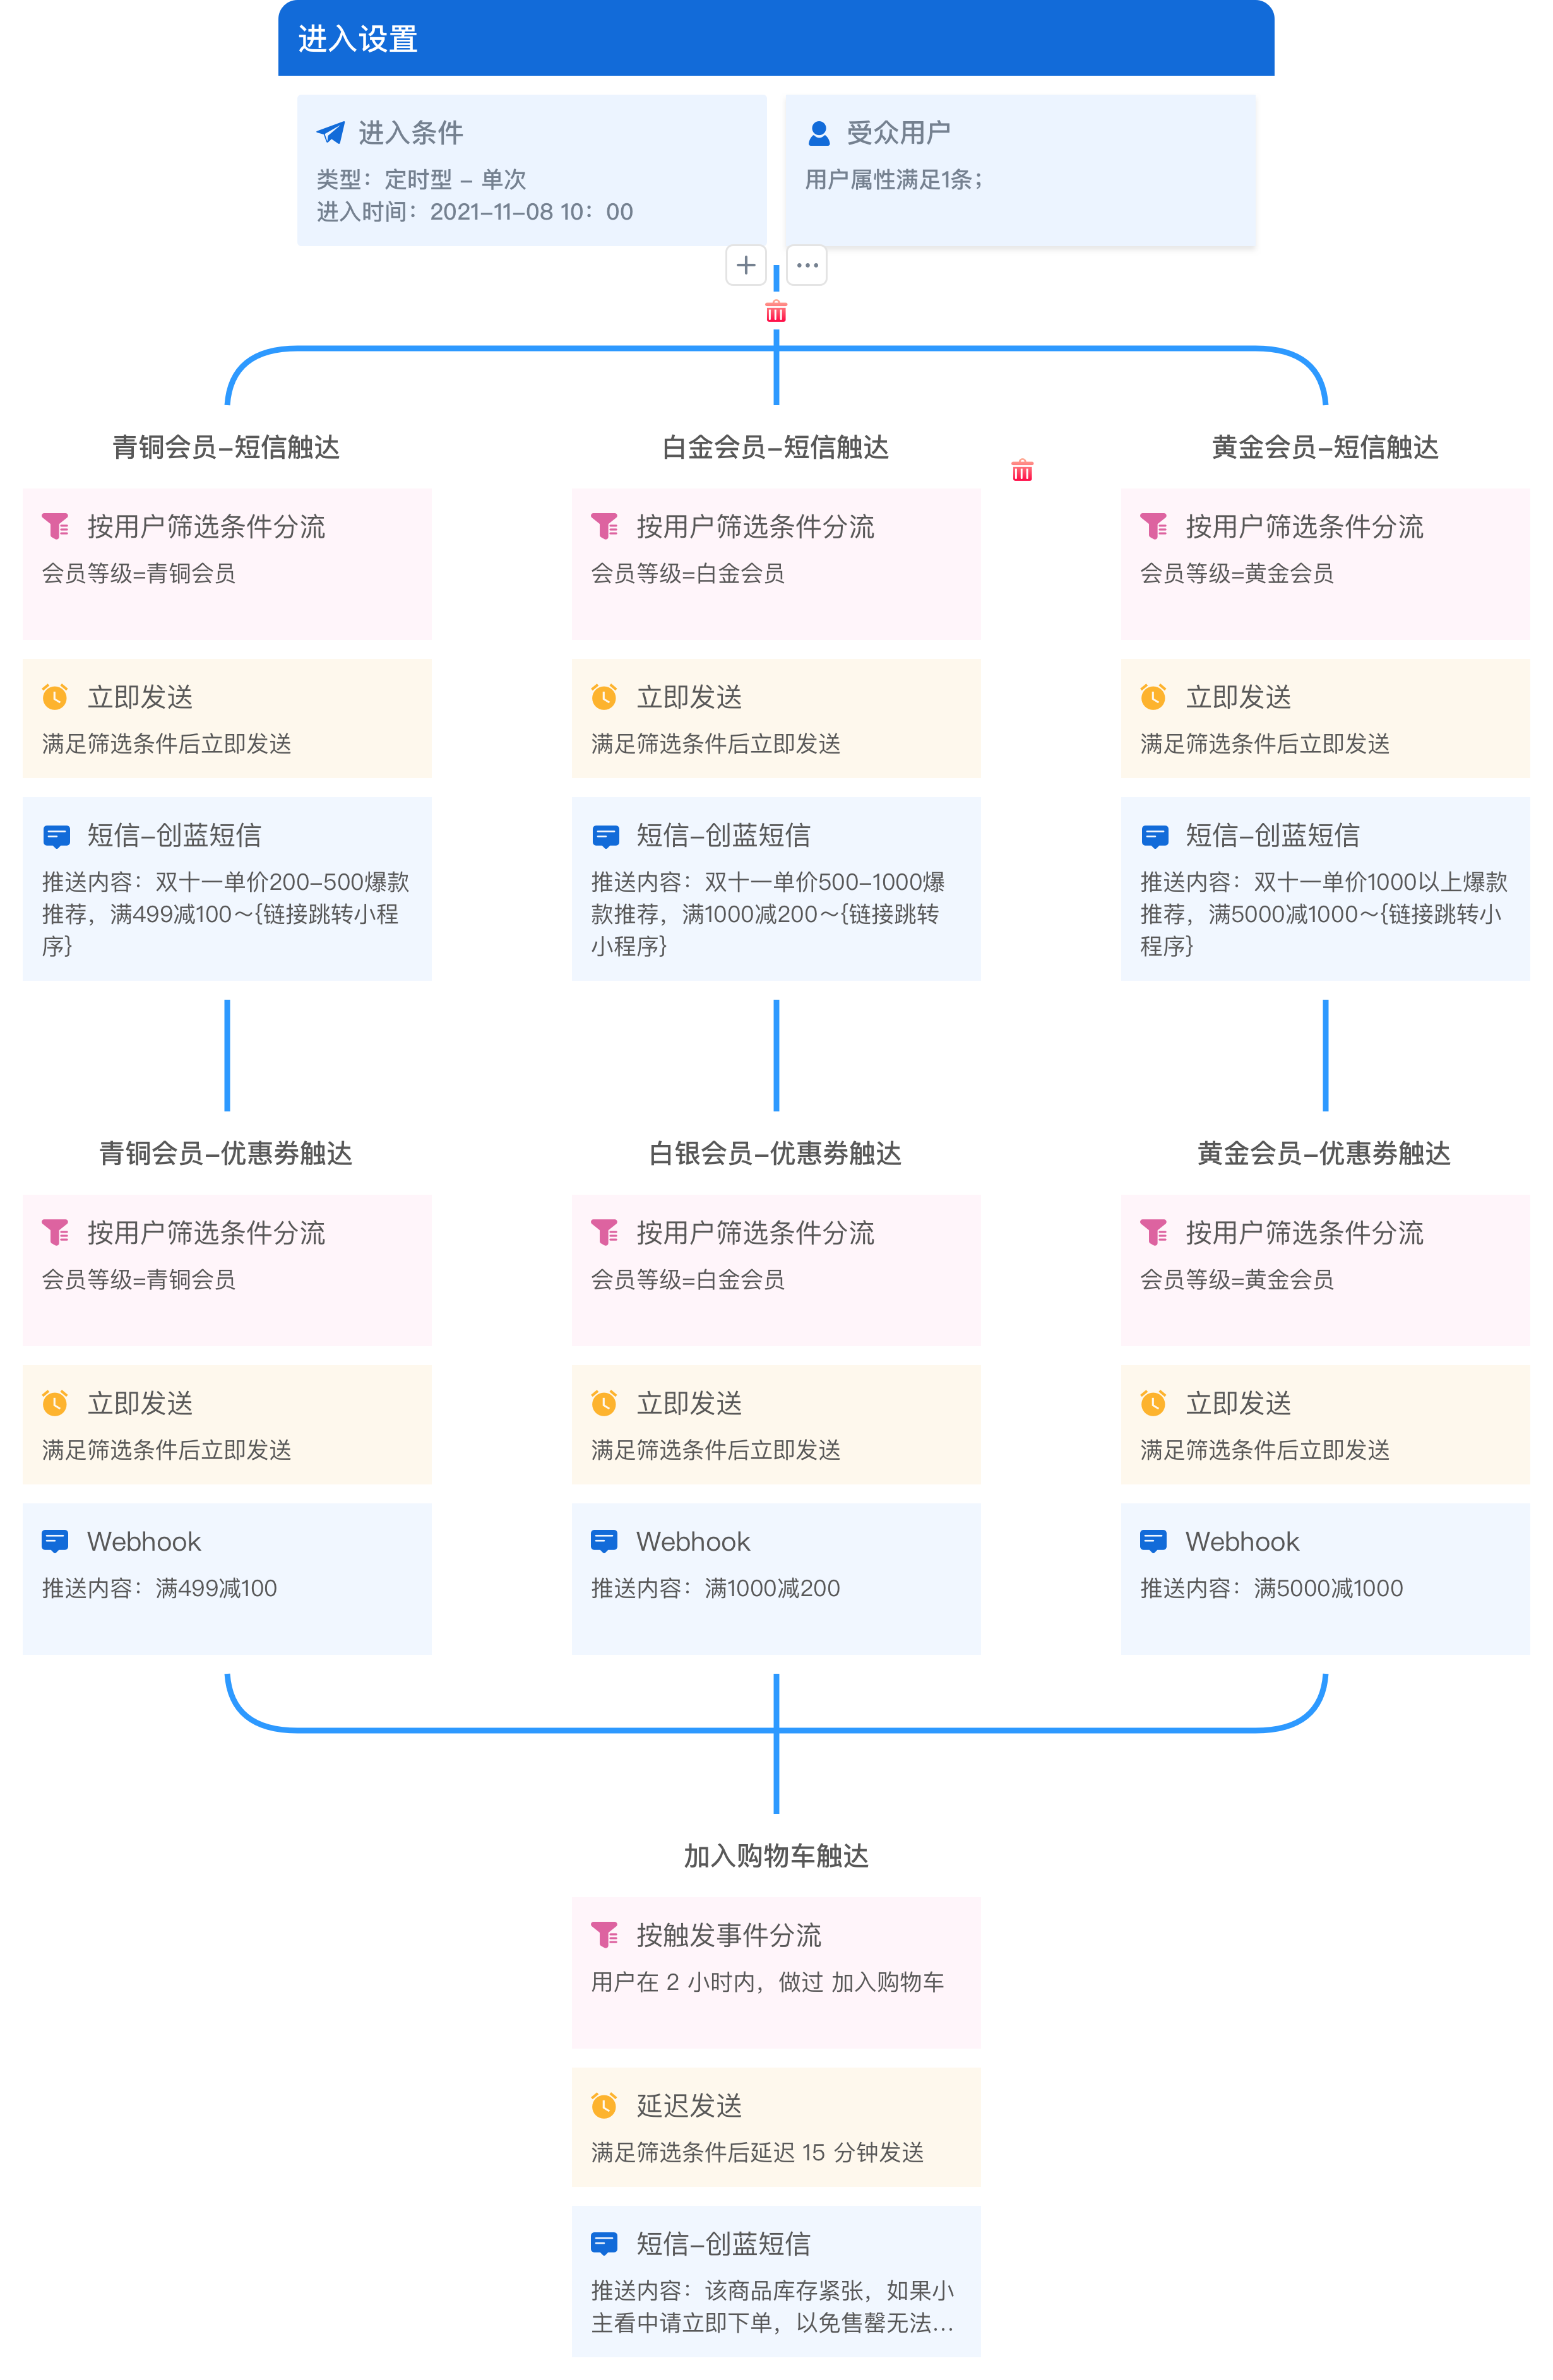 进入设置
进入条件
类型：定时型 – 单次
进入时间：2021–11–08 10：00
受众用户
用户属性满足1条；
青铜会员–短信触达
按用户筛选条件分流
会员等级=青铜会员
立即发送
满足筛选条件后立即发送
短信–创蓝短信
推送内容：双十一单价200–500爆款
推荐，满499减100～{链接跳转小程
序}
白金会员–短信触达
按用户筛选条件分流
会员等级=白金会员
立即发送
满足筛选条件后立即发送
短信–创蓝短信
推送内容：双十一单价500–1000爆
款推荐，满1000减200～{链接跳转
小程序}
黄金会员–短信触达
按用户筛选条件分流
会员等级=黄金会员
立即发送
满足筛选条件后立即发送
短信–创蓝短信
推送内容：双十一单价1000以上爆款
推荐，满5000减1000～{链接跳转小
程序}
青铜会员–优惠券触达
按用户筛选条件分流
会员等级=青铜会员
立即发送
满足筛选条件后立即发送
Webhook
推送内容：满499减100
白银会员–优惠券触达
按用户筛选条件分流
会员等级=白金会员
立即发送
满足筛选条件后立即发送
Webhook
推送内容：满1000减200
黄金会员–优惠券触达
按用户筛选条件分流
会员等级=黄金会员
立即发送
满足筛选条件后立即发送
Webhook
推送内容：满5000减1000
加入购物车触达
按触发事件分流
用户在 2 小时内，做过 加入购物车
延迟发送
满足筛选条件后延迟 15 分钟发送
短信–创蓝短信
推送内容：该商品库存紧张，如果小
主看中请立即下单，以免售罄无法…